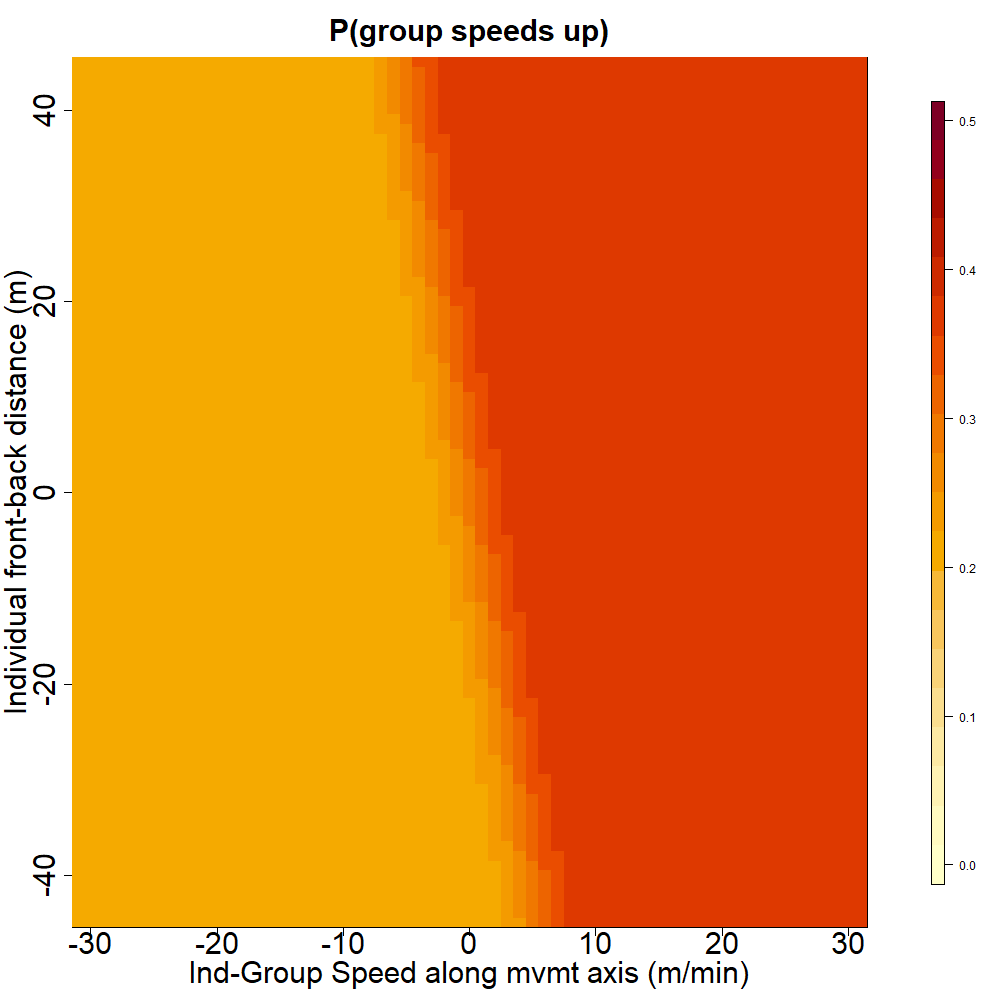 P(group speeds up)
Individual front-back distance (m)
40
20
0
-20
-40
-30 -20 -10 0 10 20 30
Ind-Group Speed along mvmt axis (m/min)
0.5
0.4
0.3
0.2
0.1
0.0